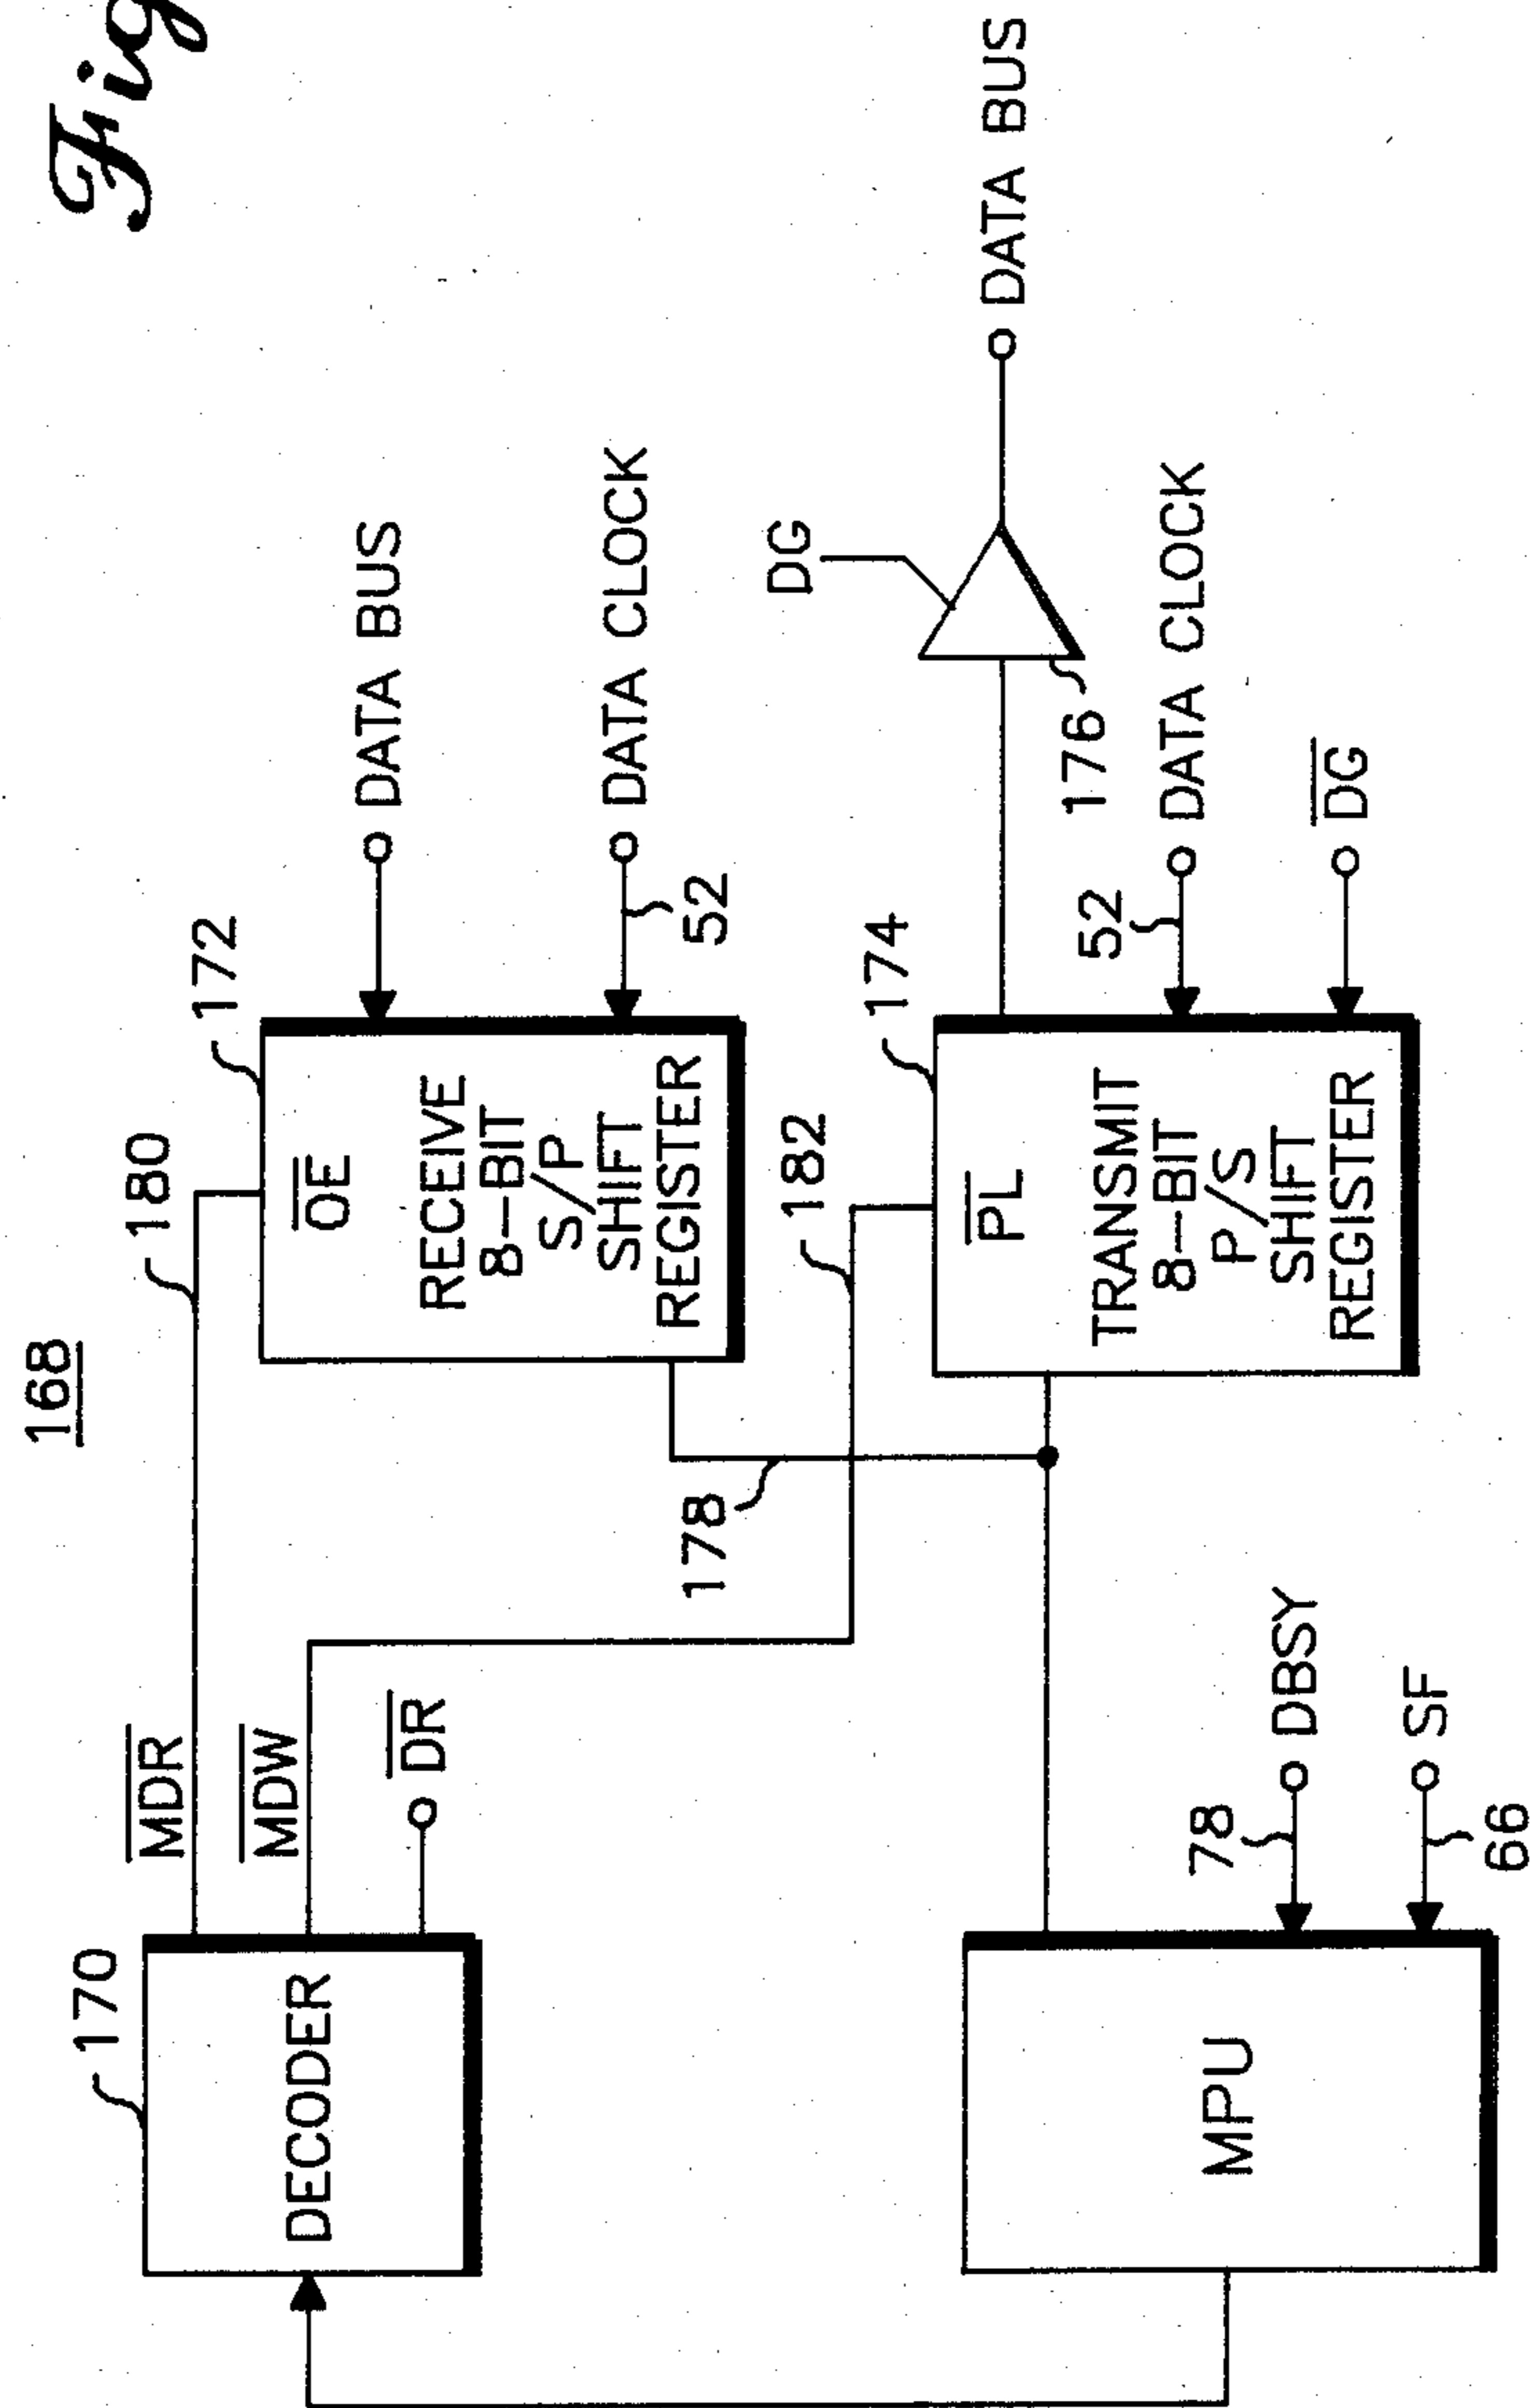 Fig
168
170
DECODER
MDR
MDW
DR
180
172
OE
RECEIVE
8-BIT
S/P
SHIFT
REGISTER
DATA BUS
DATA CLOCK
52
178
182
174
PL
TRANSMIT
8-BIT
P/S
SHIFT
REGISTER
DG
176
DATA BUS
52
DATA CLOCK
DG
MPU
78
DBSY
SF
66